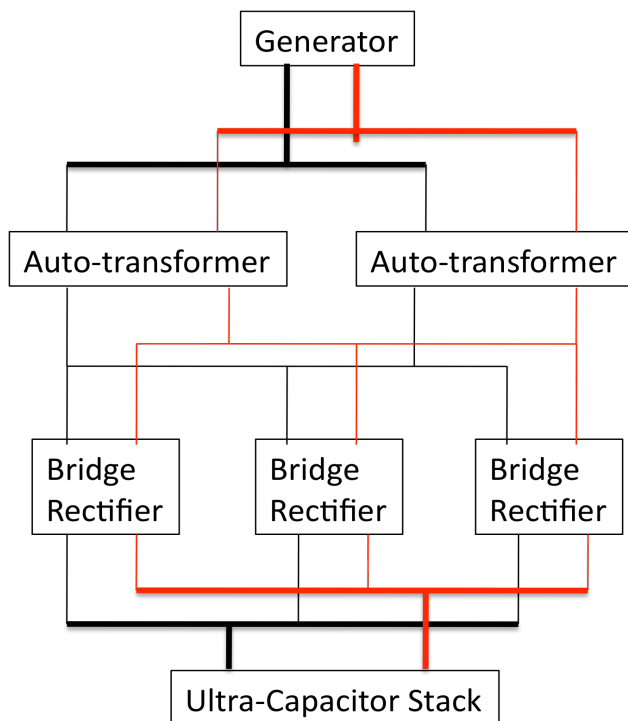 Generator
Auto-transformer
Auto-transformer
Bridge
Rectifier
Bridge
Rectifier
Bridge
Rectifier
Ultra-Capacitor Stack